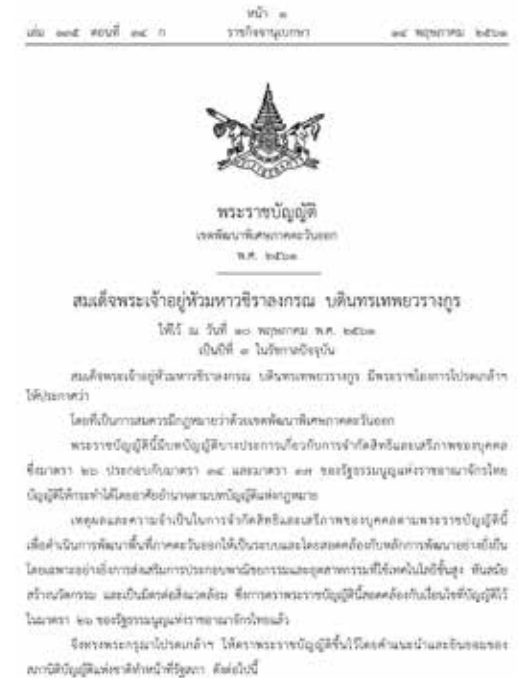 หน้า ๑
เล่ม ๑๓๕ ตอนที่ ๓๔ ก ราชกิจจานุเบกษา ๑๔ พฤษภาคม ๒๕๖๑
พระราชบัญญัติ
เขตพัฒนาพิเศษภาคตะวันออก
พ.ศ. ๒๕๖๑
สมเด็จพระเจ้าอยู่หัวมหาวชิราลงกรณ บดินทรเทพยวรางกูร
ให้ไว้ ณ วันที่ ๑๐ พฤษภาคม พ.ศ. ๒๕๖๑
เป็นปีที่ ๓ ในรัชกาลปัจจุบัน
สมเด็จพระเจ้าอยู่หัวมหาวชิราลงกรณ บดินทรเทพยวรางกูร มีพระราชโองการโปรดเกล้าฯ
ให้ประกาศว่า
โดยที่เป็นการสมควรมีกฎหมายว่าด้วยเขตพัฒนาพิเศษภาคตะวันออก
พระราชบัญญัตินี้มีบทบัญญัติบางประการเกี่ยวกับการจำกัดสิทธิและเสรีภาพของบุคคล
ซึ่งมาตรา ๒๖ ประกอบกับมาตรา ๓๔ และมาตรา ๓๗ ของรัฐธรรมนูญแห่งราชอาณาจักรไทย
บัญญัติให้กระทำได้โดยอาศัยอำนาจตามบทบัญญัติแห่งกฎหมาย
เหตุผลและความจำเป็นในการจำกัดสิทธิและเสรีภาพของบุคคลตามพระราชบัญญัตินี้
เพื่อดำเนินการพัฒนาพื้นที่ภาคตะวันออกให้เป็นระบบและโดยสอดคล้องกับหลักการพัฒนาอย่างยั่งยืน
โดยเฉพาะอย่างยิ่งการส่งเสริมการประกอบพาณิชยกรรมและอุตสาหกรรมที่ใช้เทคโนโลยีขั้นสูง ทันสมัย
สร้างนวัตกรรม และเป็นมิตรต่อสิ่งแวดล้อม ซึ่งการตราพระราชบัญญัตินี้สอดคล้องกับเงื่อนไขที่บัญญัติไว้
ในมาตรา ๒๖ ของรัฐธรรมนูญแห่งราชอาณาจักรไทยแล้ว
จึงทรงพระกรุณาโปรดเกล้าฯ ให้ตราพระราชบัญญัติขึ้นไว้โดยคำแนะนำและยินยอมของ
สภานิติบัญญัติแห่งชาติทำหน้าที่รัฐสภา ดังต่อไปนี้